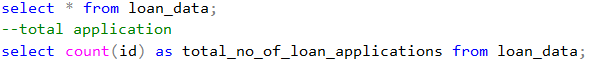 select * from loan_data;
--total application
select count(id) as total_no_of_loan_applications from loan_data;